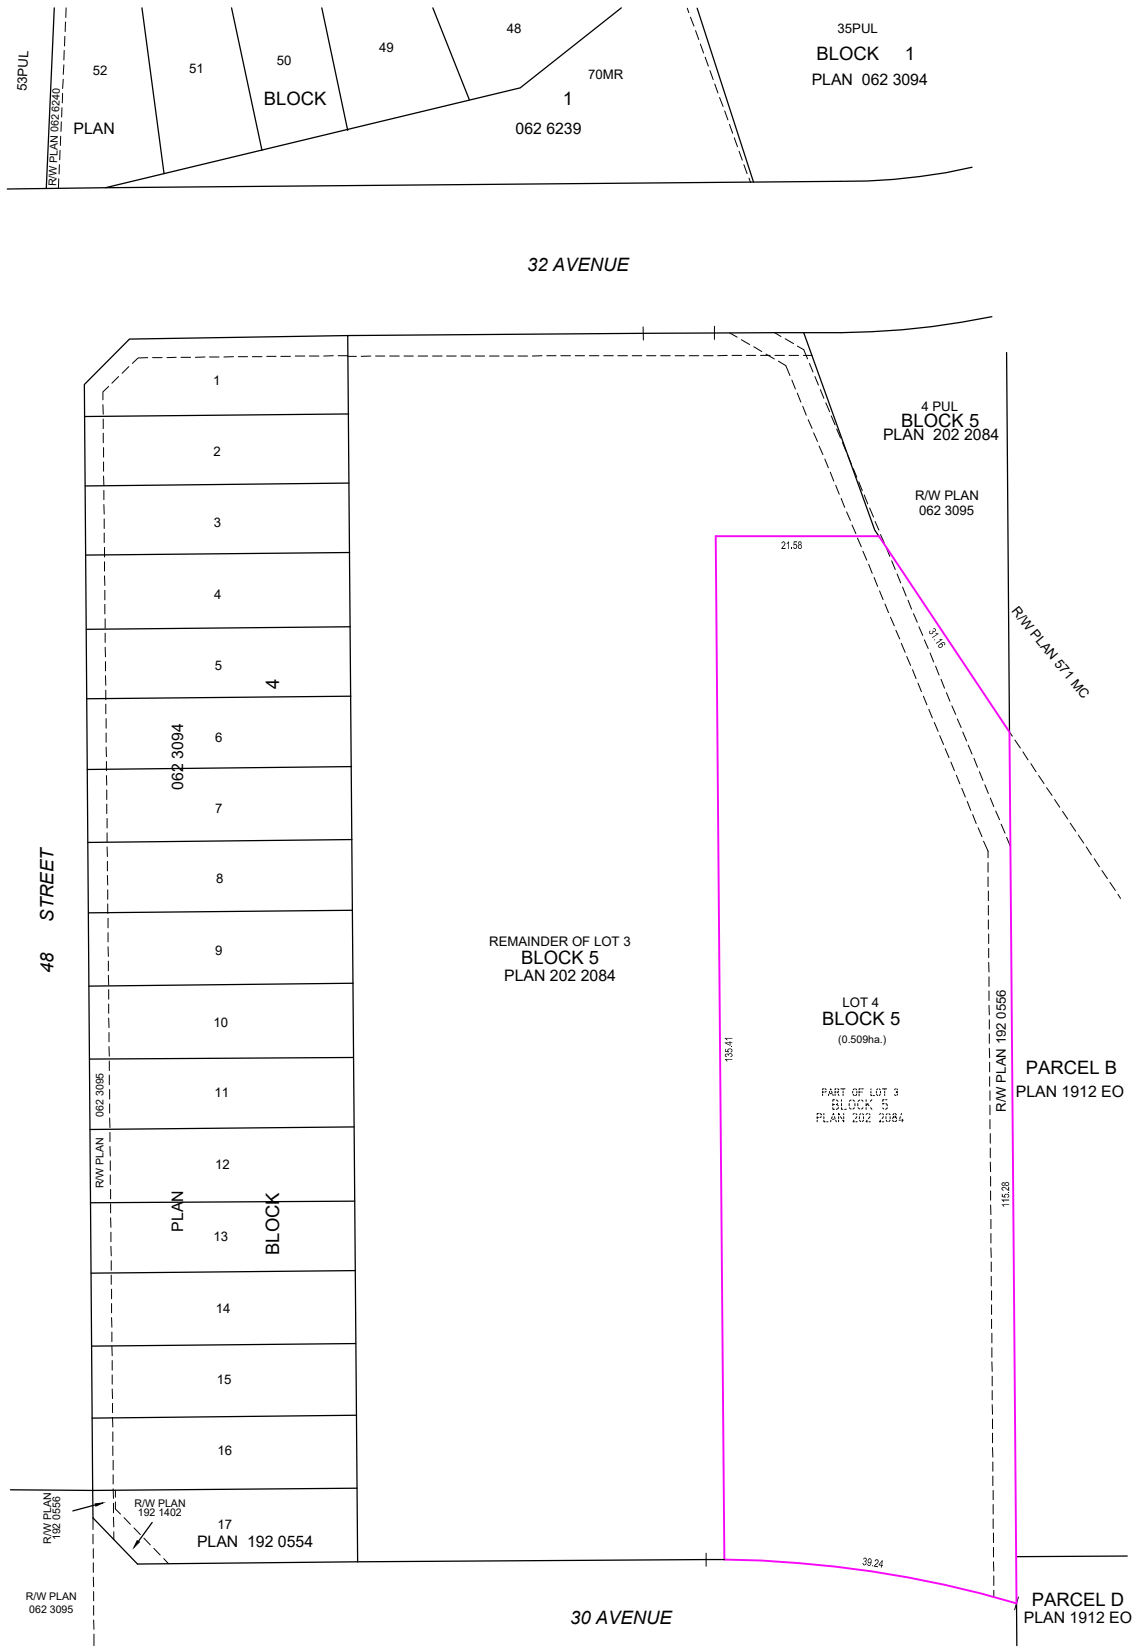 53PUL
R/W PLAN 062 6240
52
51
50
49
48
BLOCK
PLAN
70MR
1
062 6239
35PUL
BLOCK 1
PLAN 062 3094
32 AVENUE
1
2
3
4
5
6
7
8
9
10
11
12
13
14
15
16
17
4
062 3094
PLAN
BLOCK
48 STREET
062 3095
R/W PLAN
PLAN 192 0554
R/W PLAN
192 0556
R/W PLAN
192 1402
R/W PLAN
062 3095
REMAINDER OF LOT 3
BLOCK 5
PLAN 202 2084
4 PUL
BLOCK 5
PLAN 202 2084
R/W PLAN
062 3095
R/W PLAN 571 MC
21.58
31.16
135.41
115.28
39.24
LOT 4
BLOCK 5
(0.509ha.)
PART OF LOT 3
BLOCK 5
PLAN 202 2084
R/W PLAN 192 0556
PARCEL B
PLAN 1912 EO
30 AVENUE
PARCEL D
PLAN 1912 EO